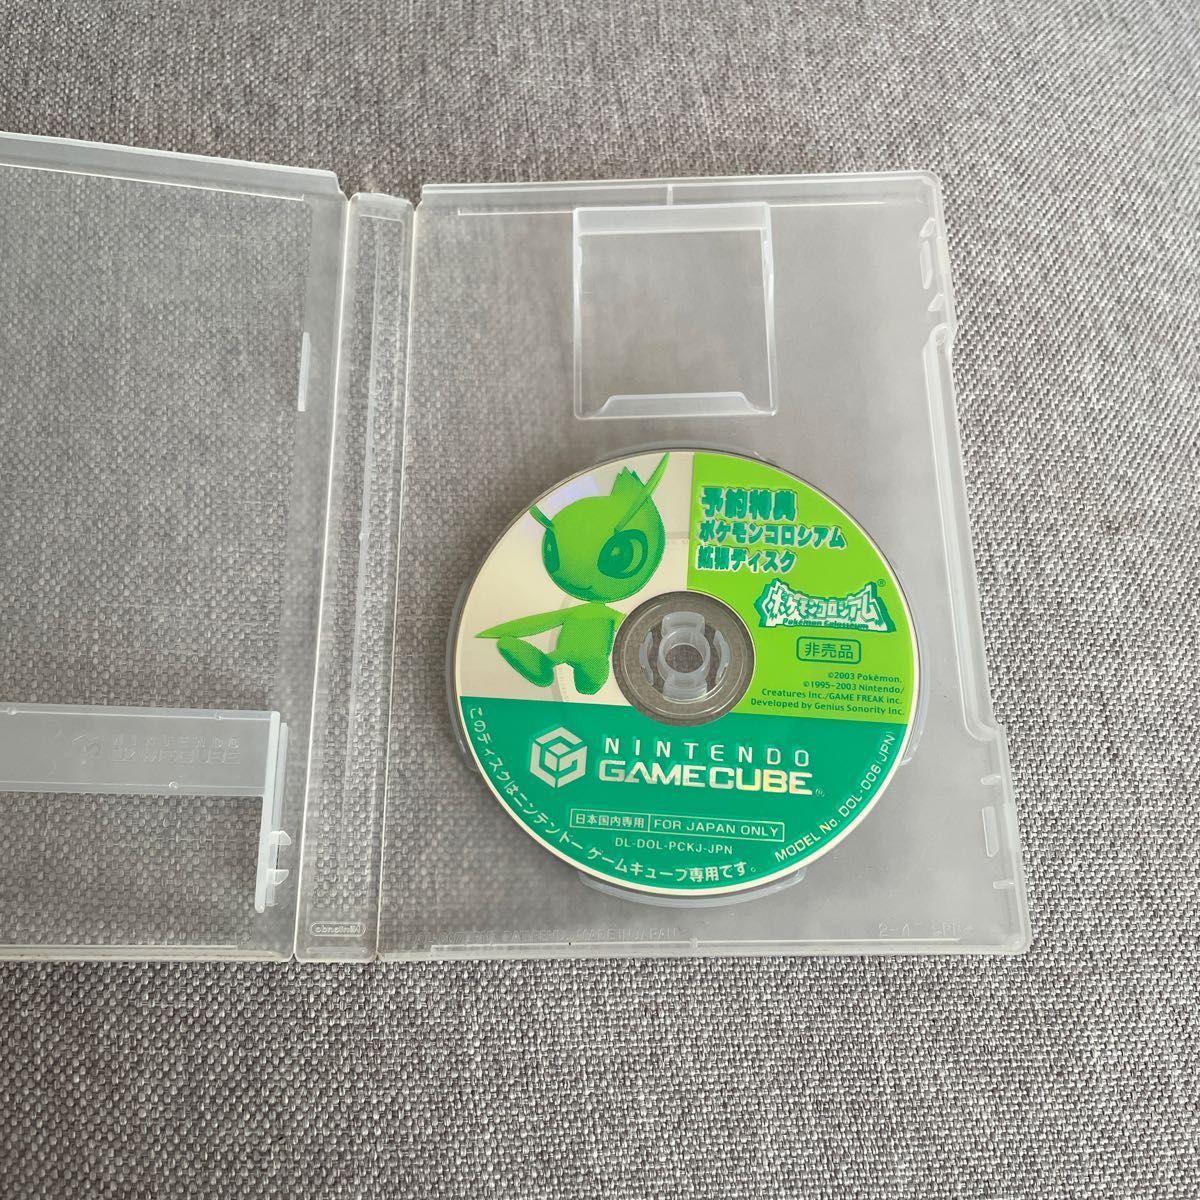 予約特典
ポケモンコロシアム
拡張ディスク
ポケモンコロシアム®
Pokémon Colosseum
非売品
©2003 Pokémon.
©1995-2003 Nintendo/
Creatures Inc./GAME FREAK inc.
Developed by Genius Sonority Inc.
NINTENDO
GAMECUBE®
日本国内専用 FOR JAPAN ONLY
DL-DOL-PCKJ-JPN
このディスクはニンテンドーゲームキューブ専用です。
MODEL No. DOL-006(JPN)
NINTENDO
GAMECUBE
Nintendo
MADE IN JAPAN